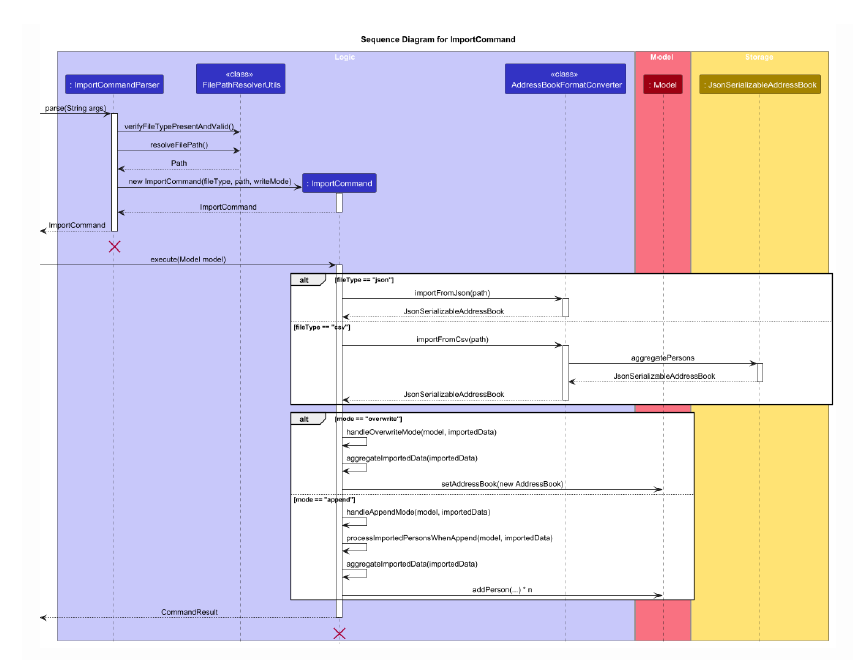 Sequence Diagram for ImportCommand
Logic
Model
Storage
: ImportCommandParser
«class»
FilePathResolverUtils
«class»
AddressBookFormatConverter
: Model
: JsonSerializableAddressBook
parse(String args)
verifyFileTypePresentAndValid()
resolveFilePath()
Path
new ImportCommand(fileType, path, writeMode)
: ImportCommand
ImportCommand
ImportCommand
execute(Model model)
alt
[fileType == "json"]
importFromJson(path)
JsonSerializableAddressBook
[fileType == "csv"]
importFromCsv(path)
aggregatePersons
JsonSerializableAddressBook
JsonSerializableAddressBook
alt
[mode == "overwrite"]
handleOverwriteMode(model, importedData)
aggregateImportedData(importedData)
setAddressBook(new AddressBook)
[mode == "append"]
handleAppendMode(model, importedData)
processImportedPersonsWhenAppend(model, importedData)
aggregateImportedData(importedData)
addPerson(...) * n
CommandResult